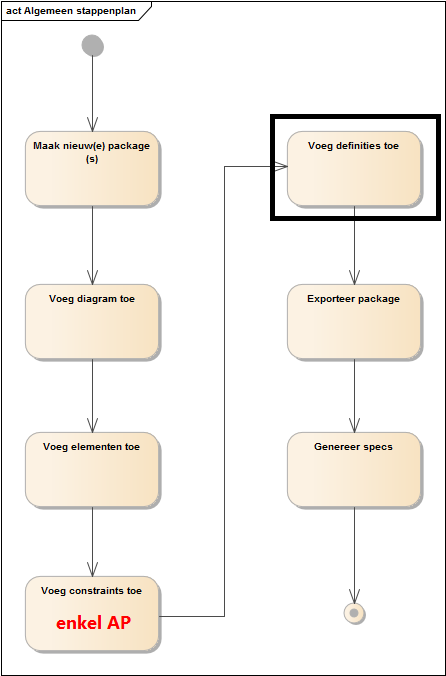 act Algemeen stappenplan
Maak nieuw(e) package
(s)
Voeg diagram toe
Voeg elementen toe
Voeg constraints toe
enkel AP
Voeg definities toe
Exporteer package
Genereer specs